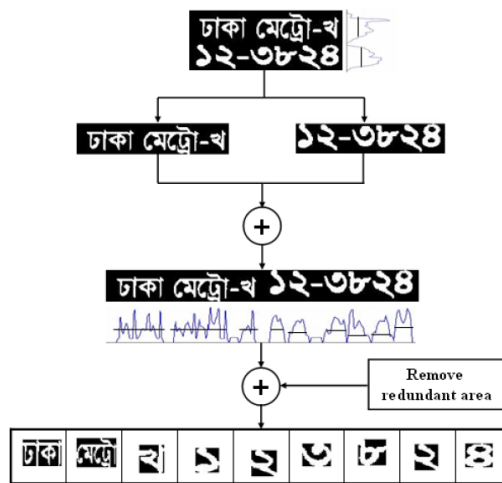 ঢাকা মেট্রো-খ
১২-৩৮২৪
ঢাকা মেট্রো-খ
১২-৩৮২৪
+
ঢাকা মেট্রো-খ ১২-৩৮২৪
+
Remove
redundant area
ঢাকা মেট্রো খ ১ ২ ৩ ৮ ২ ৪